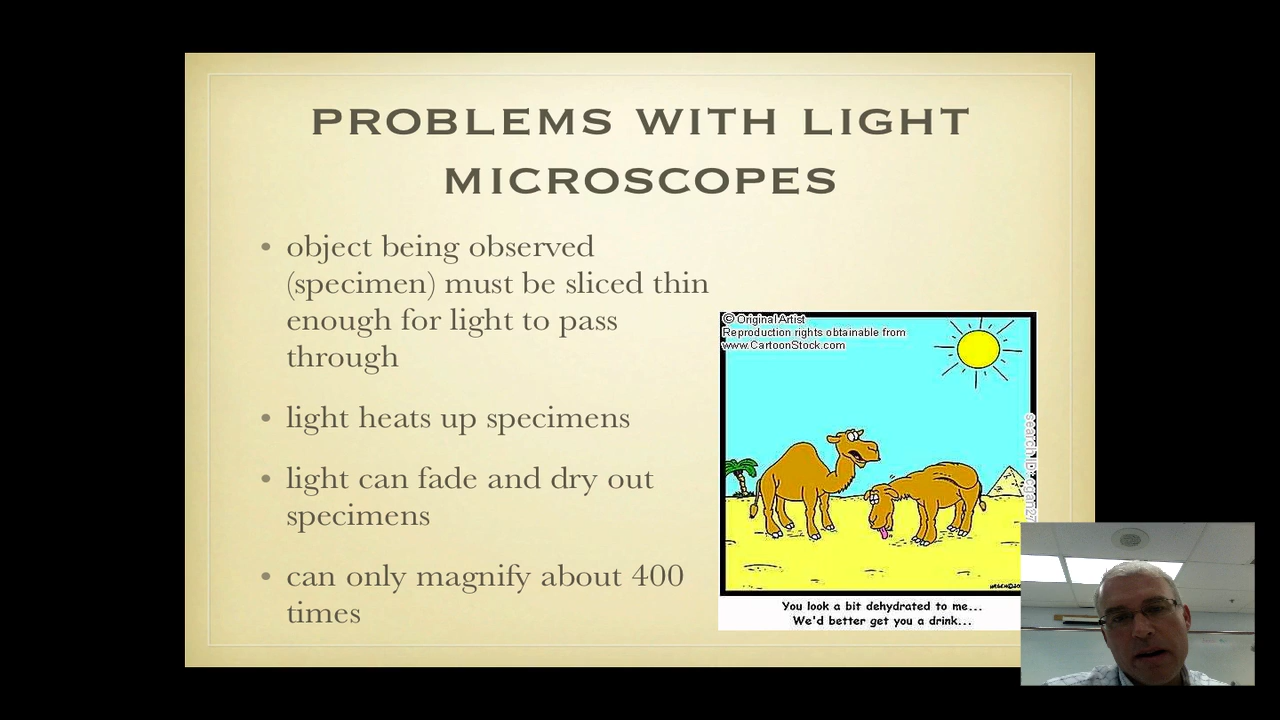 PROBLEMS WITH LIGHT
MICROSCOPES
• object being observed
(specimen) must be sliced thin
enough for light to pass
through
• light heats up specimens
• light can fade and dry out
specimens
• can only magnify about 400
times
© Original Artist
Reproduction rights obtainable from
www.CartoonStock.com
search ID:
You look a bit dehydrated to me...
We'd better get you a drink...